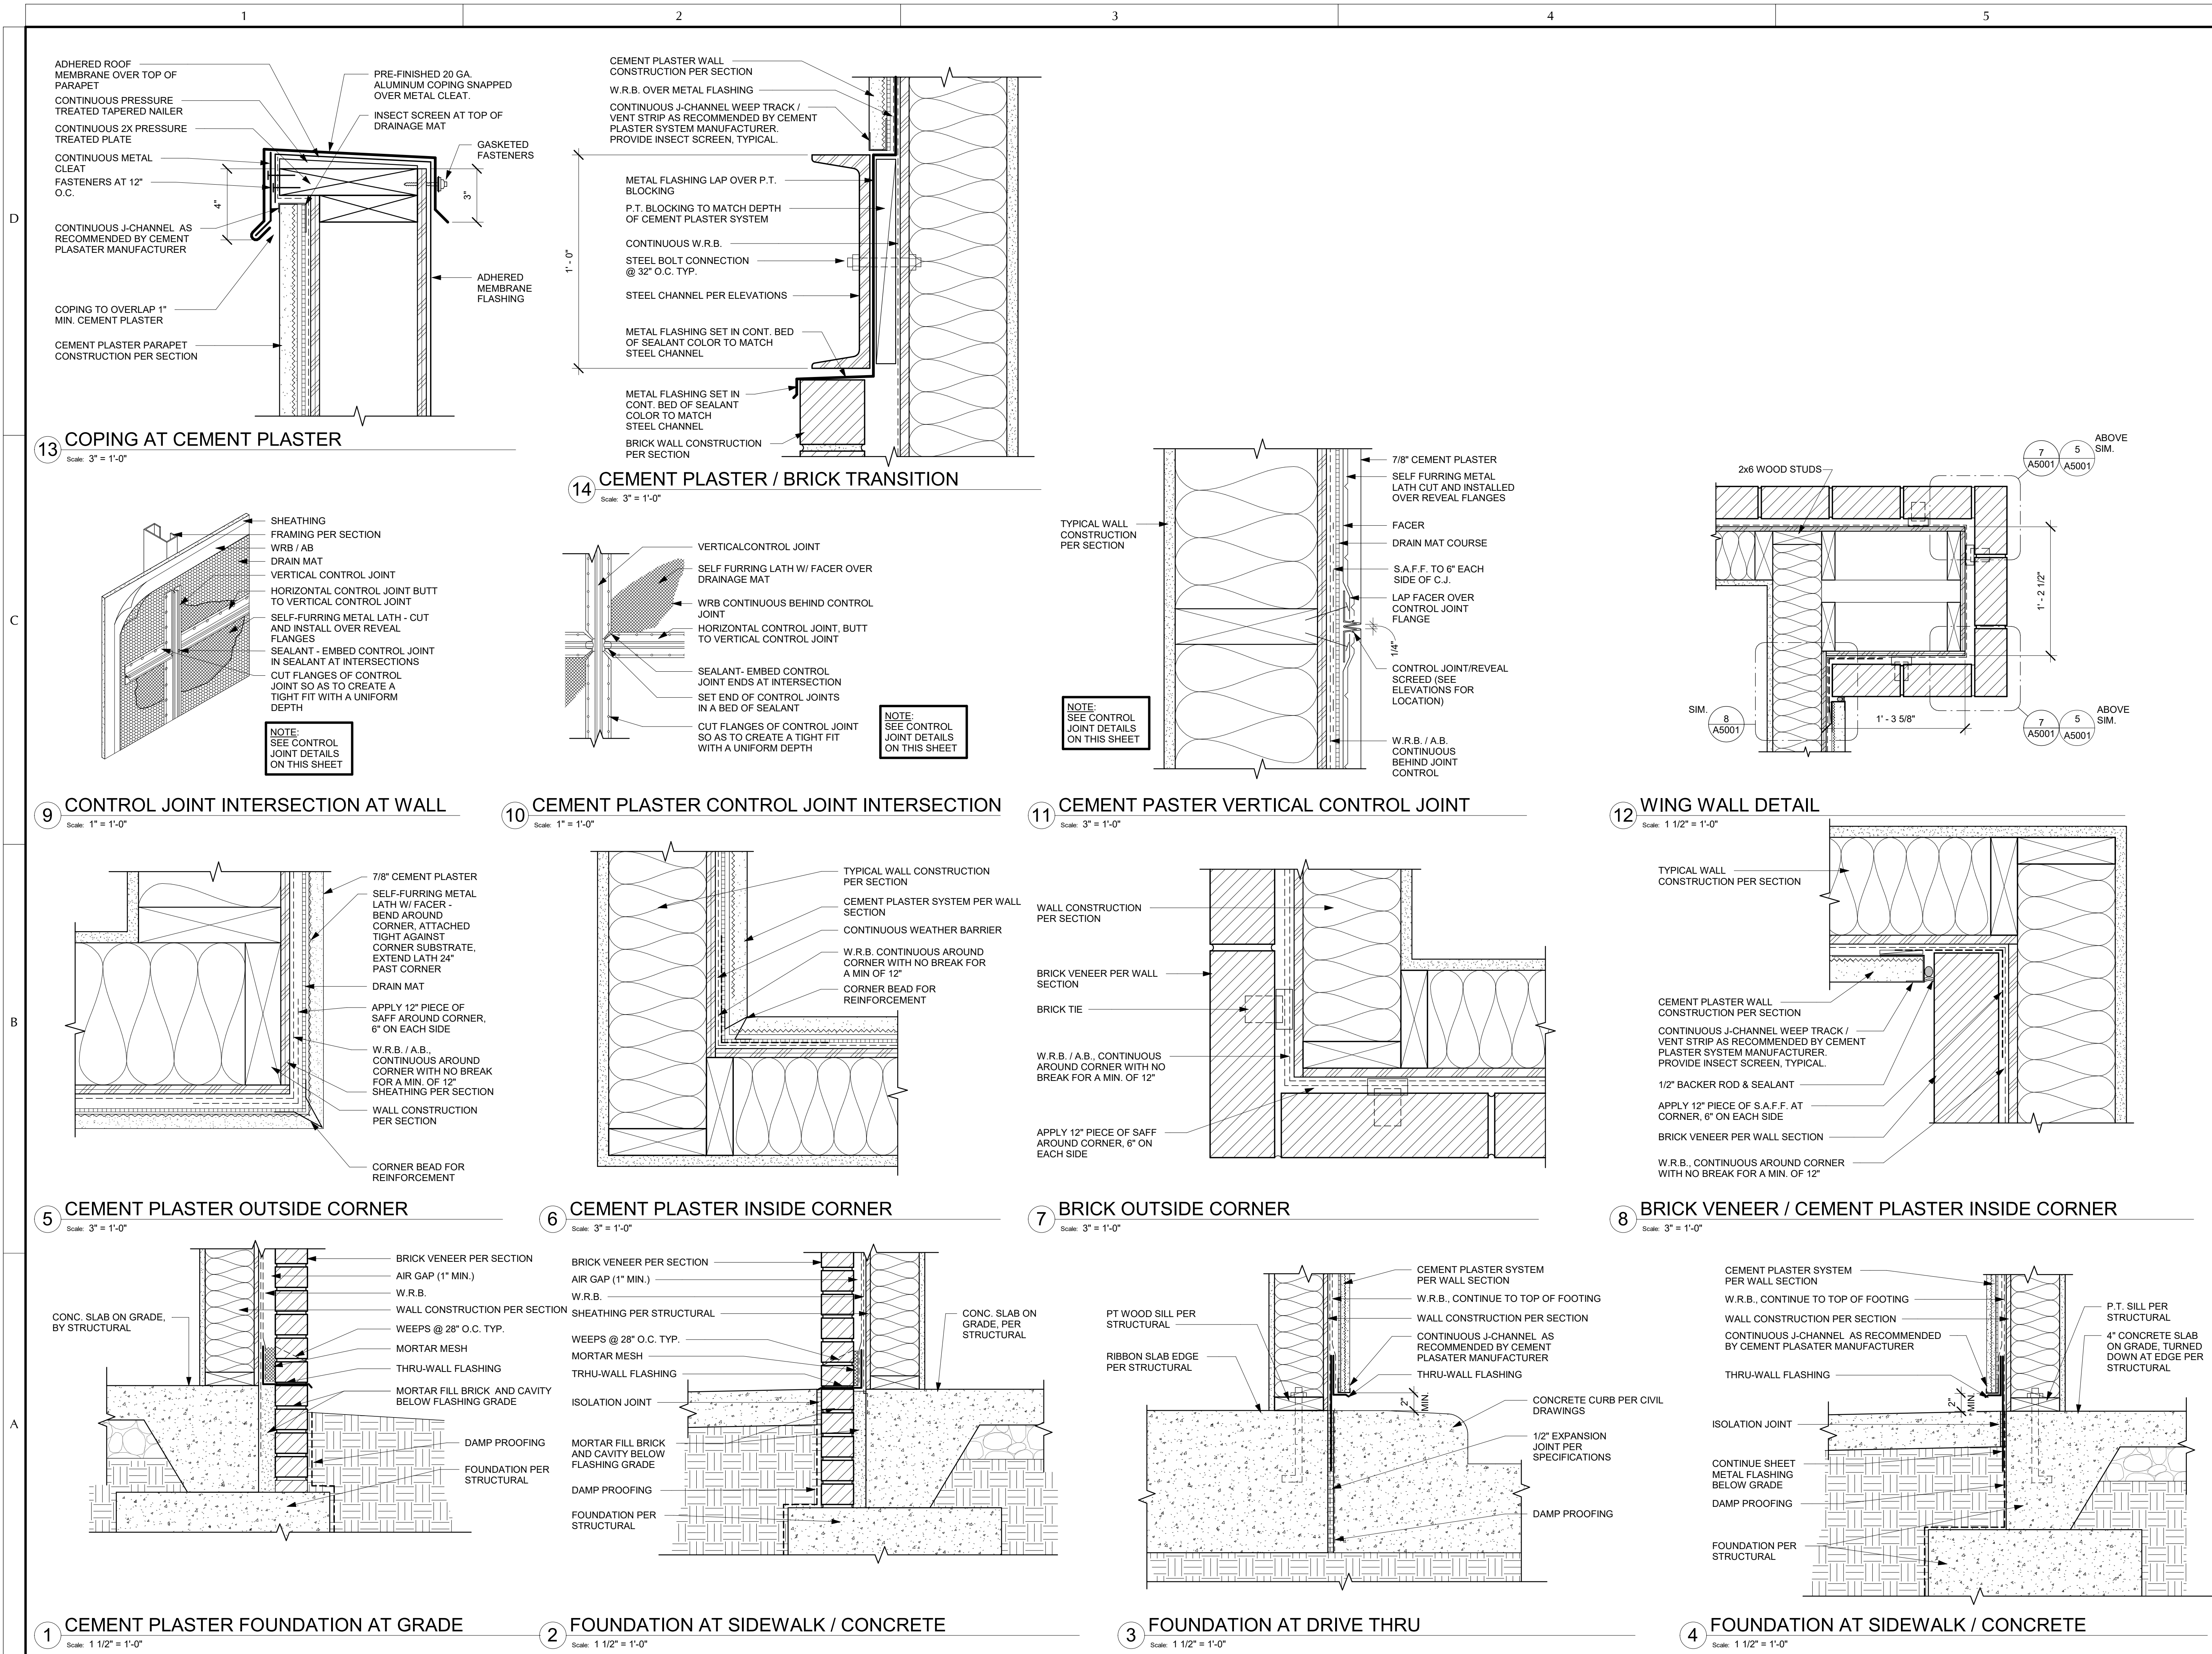 1
2
3
4
5
D
C
B
A
ADHERED ROOF
MEMBRANE OVER TOP OF
PARAPET
CONTINUOUS PRESSURE
TREATED TAPERED NAILER
CONTINUOUS 2X PRESSURE
TREATED PLATE
CONTINUOUS METAL
CLEAT
FASTENERS AT 12"
O.C.
4"
CONTINUOUS J-CHANNEL AS
RECOMMENDED BY CEMENT
PLASATER MANUFACTURER
COPING TO OVERLAP 1"
MIN. CEMENT PLASTER
CEMENT PLASTER PARAPET
CONSTRUCTION PER SECTION
PRE-FINISHED 20 GA.
ALUMINUM COPING SNAPPED
OVER METAL CLEAT.
INSECT SCREEN AT TOP OF
DRAINAGE MAT
GASKETED
FASTENERS
3"
ADHERED
MEMBRANE
FLASHING
13 COPING AT CEMENT PLASTER
Scale: 3" = 1'-0"
CEMENT PLASTER WALL
CONSTRUCTION PER SECTION
W.R.B. OVER METAL FLASHING
CONTINUOUS J-CHANNEL WEEP TRACK /
VENT STRIP AS RECOMMENDED BY CEMENT
PLASTER SYSTEM MANUFACTURER.
PROVIDE INSECT SCREEN, TYPICAL.
METAL FLASHING LAP OVER P.T.
BLOCKING
P.T. BLOCKING TO MATCH DEPTH
OF CEMENT PLASTER SYSTEM
CONTINUOUS W.R.B.
1' - 0"
STEEL BOLT CONNECTION
@ 32" O.C. TYP.
STEEL CHANNEL PER ELEVATIONS
METAL FLASHING SET IN CONT. BED
OF SEALANT COLOR TO MATCH
STEEL CHANNEL
METAL FLASHING SET IN
CONT. BED OF SEALANT
COLOR TO MATCH
STEEL CHANNEL
BRICK WALL CONSTRUCTION
PER SECTION
14 CEMENT PLASTER / BRICK TRANSITION
Scale: 3" = 1'-0"
SHEATHING
FRAMING PER SECTION
WRB / AB
DRAIN MAT
VERTICAL CONTROL JOINT
HORIZONTAL CONTROL JOINT BUTT
TO VERTICAL CONTROL JOINT
SELF-FURRING METAL LATH - CUT
AND INSTALL OVER REVEAL
FLANGES
SEALANT - EMBED CONTROL JOINT
IN SEALANT AT INTERSECTIONS
CUT FLANGES OF CONTROL
JOINT SO AS TO CREATE A
TIGHT FIT WITH A UNIFORM
DEPTH
NOTE:
SEE CONTROL
JOINT DETAILS
ON THIS SHEET
9 CONTROL JOINT INTERSECTION AT WALL
Scale: 1" = 1'-0"
VERTICALCONTROL JOINT
SELF FURRING LATH W/ FACER OVER
DRAINAGE MAT
WRB CONTINUOUS BEHIND CONTROL
JOINT
HORIZONTAL CONTROL JOINT, BUTT
TO VERTICAL CONTROL JOINT
SEALANT- EMBED CONTROL
JOINT ENDS AT INTERSECTION
SET END OF CONTROL JOINTS
IN A BED OF SEALANT
CUT FLANGES OF CONTROL JOINT
SO AS TO CREATE A TIGHT FIT
WITH A UNIFORM DEPTH
NOTE:
SEE CONTROL
JOINT DETAILS
ON THIS SHEET
10 CEMENT PLASTER CONTROL JOINT INTERSECTION
Scale: 1" = 1'-0"
TYPICAL WALL
CONSTRUCTION
PER SECTION
NOTE:
SEE CONTROL
JOINT DETAILS
ON THIS SHEET
7/8" CEMENT PLASTER
SELF FURRING METAL
LATH CUT AND INSTALLED
OVER REVEAL FLANGES
FACER
DRAIN MAT COURSE
S.A.F.F. TO 6" EACH
SIDE OF C.J.
LAP FACER OVER
CONTROL JOINT
FLANGE
1/4"
CONTROL JOINT/REVEAL
SCREED (SEE
ELEVATIONS FOR
LOCATION)
W.R.B. / A.B.
CONTINUOUS
BEHIND JOINT
CONTROL
11 CEMENT PASTER VERTICAL CONTROL JOINT
Scale: 3" = 1'-0"
2x6 WOOD STUDS
7
A5001
5
A5001
ABOVE
SIM.
1' - 2 1/2"
1' - 3 5/8"
SIM.
8
A5001
7
A5001
5
A5001
ABOVE
SIM.
12 WING WALL DETAIL
Scale: 1 1/2" = 1'-0"
7/8" CEMENT PLASTER
SELF-FURRING METAL
LATH W/ FACER -
BEND AROUND
CORNER, ATTACHED
TIGHT AGAINST
CORNER SUBSTRATE,
EXTEND LATH 24"
PAST CORNER
DRAIN MAT
APPLY 12" PIECE OF
SAFF AROUND CORNER,
6" ON EACH SIDE
W.R.B. / A.B.,
CONTINUOUS AROUND
CORNER WITH NO BREAK
FOR A MIN. OF 12"
SHEATHING PER SECTION
WALL CONSTRUCTION
PER SECTION
CORNER BEAD FOR
REINFORCEMENT
5 CEMENT PLASTER OUTSIDE CORNER
Scale: 3" = 1'-0"
TYPICAL WALL CONSTRUCTION
PER SECTION
CEMENT PLASTER SYSTEM PER WALL
SECTION
CONTINUOUS WEATHER BARRIER
W.R.B. CONTINUOUS AROUND
CORNER WITH NO BREAK FOR
A MIN OF 12"
CORNER BEAD FOR
REINFORCEMENT
6 CEMENT PLASTER INSIDE CORNER
Scale: 3" = 1'-0"
WALL CONSTRUCTION
PER SECTION
BRICK VENEER PER WALL
SECTION
BRICK TIE
W.R.B. / A.B., CONTINUOUS
AROUND CORNER WITH NO
BREAK FOR A MIN. OF 12"
APPLY 12" PIECE OF SAFF
AROUND CORNER, 6" ON
EACH SIDE
7 BRICK OUTSIDE CORNER
Scale: 3" = 1'-0"
TYPICAL WALL
CONSTRUCTION PER SECTION
CEMENT PLASTER WALL
CONSTRUCTION PER SECTION
CONTINUOUS J-CHANNEL WEEP TRACK /
VENT STRIP AS RECOMMENDED BY CEMENT
PLASTER SYSTEM MANUFACTURER.
PROVIDE INSECT SCREEN, TYPICAL.
1/2" BACKER ROD & SEALANT
APPLY 12" PIECE OF S.A.F.F. AT
CORNER, 6" ON EACH SIDE
BRICK VENEER PER WALL SECTION
W.R.B., CONTINUOUS AROUND CORNER
WITH NO BREAK FOR A MIN. OF 12"
8 BRICK VENEER / CEMENT PLASTER INSIDE CORNER
Scale: 3" = 1'-0"
CONC. SLAB ON GRADE,
BY STRUCTURAL
BRICK VENEER PER SECTION
AIR GAP (1" MIN.)
W.R.B.
WALL CONSTRUCTION PER SECTION
WEEPS @ 28" O.C. TYP.
MORTAR MESH
THRU-WALL FLASHING
MORTAR FILL BRICK AND CAVITY
BELOW FLASHING GRADE
DAMP PROOFING
FOUNDATION PER
STRUCTURAL
1 CEMENT PLASTER FOUNDATION AT GRADE
Scale: 1 1/2" = 1'-0"
BRICK VENEER PER SECTION
AIR GAP (1" MIN.)
W.R.B.
SHEATHING PER STRUCTURAL
WEEPS @ 28" O.C. TYP.
MORTAR MESH
TRHU-WALL FLASHING
ISOLATION JOINT
MORTAR FILL BRICK
AND CAVITY BELOW
FLASHING GRADE
DAMP PROOFING
FOUNDATION PER
STRUCTURAL
CONC. SLAB ON
GRADE, PER
STRUCTURAL
2 FOUNDATION AT SIDEWALK / CONCRETE
Scale: 1 1/2" = 1'-0"
PT WOOD SILL PER
STRUCTURAL
RIBBON SLAB EDGE
PER STRUCTURAL
CEMENT PLASTER SYSTEM
PER WALL SECTION
W.R.B., CONTINUE TO TOP OF FOOTING
WALL CONSTRUCTION PER SECTION
CONTINUOUS J-CHANNEL AS
RECOMMENDED BY CEMENT
PLASATER MANUFACTURER
THRU-WALL FLASHING
2"
MIN.
CONCRETE CURB PER CIVIL
DRAWINGS
1/2" EXPANSION
JOINT PER
SPECIFICATIONS
DAMP PROOFING
3 FOUNDATION AT DRIVE THRU
Scale: 1 1/2" = 1'-0"
CEMENT PLASTER SYSTEM
PER WALL SECTION
W.R.B., CONTINUE TO TOP OF FOOTING
WALL CONSTRUCTION PER SECTION
CONTINUOUS J-CHANNEL AS RECOMMENDED
BY CEMENT PLASATER MANUFACTURER
THRU-WALL FLASHING
2"
MIN.
ISOLATION JOINT
CONTINUE SHEET
METAL FLASHING
BELOW GRADE
DAMP PROOFING
FOUNDATION PER
STRUCTURAL
P.T. SILL PER
STRUCTURAL
4" CONCRETE SLAB
ON GRADE, TURNED
DOWN AT EDGE PER
STRUCTURAL
4 FOUNDATION AT SIDEWALK / CONCRETE
Scale: 1 1/2" = 1'-0"